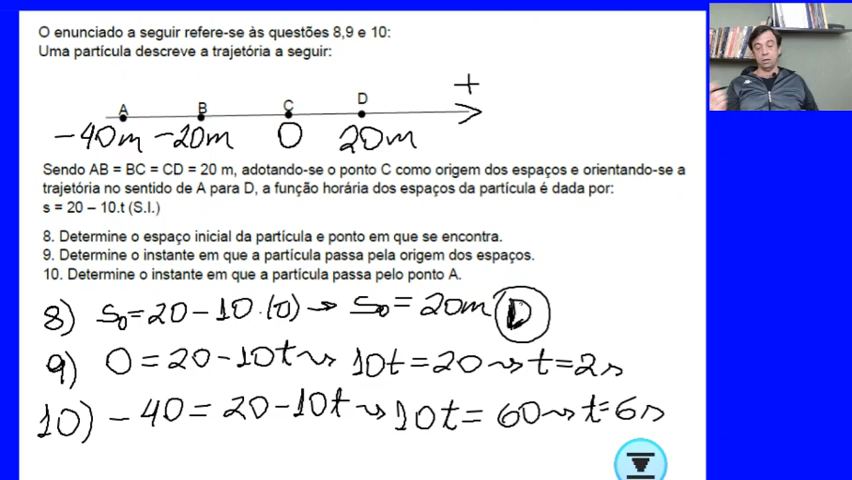 O enunciado a seguir refere-se às questões 8,9 e 10:
Uma partícula descreve a trajetória a seguir:
+
A B C D
-40m -20m 0 20m
Sendo AB = BC = CD = 20 m, adotando-se o ponto C como origem dos espaços e orientando-se a
trajetória no sentido de A para D, a função horária dos espaços da partícula é dada por:
s = 20 – 10.t (S.I.)
8. Determine o espaço inicial da partícula e ponto em que se encontra.
9. Determine o instante em que a partícula passa pela origem dos espaços.
10. Determine o instante em que a partícula passa pelo ponto A.
8) S₀=20-10.(0)→ S₀=20m D
9) 0=20-10t→ 10t=20→t=2s
10) -40=20-10t→10t=60→t=6s